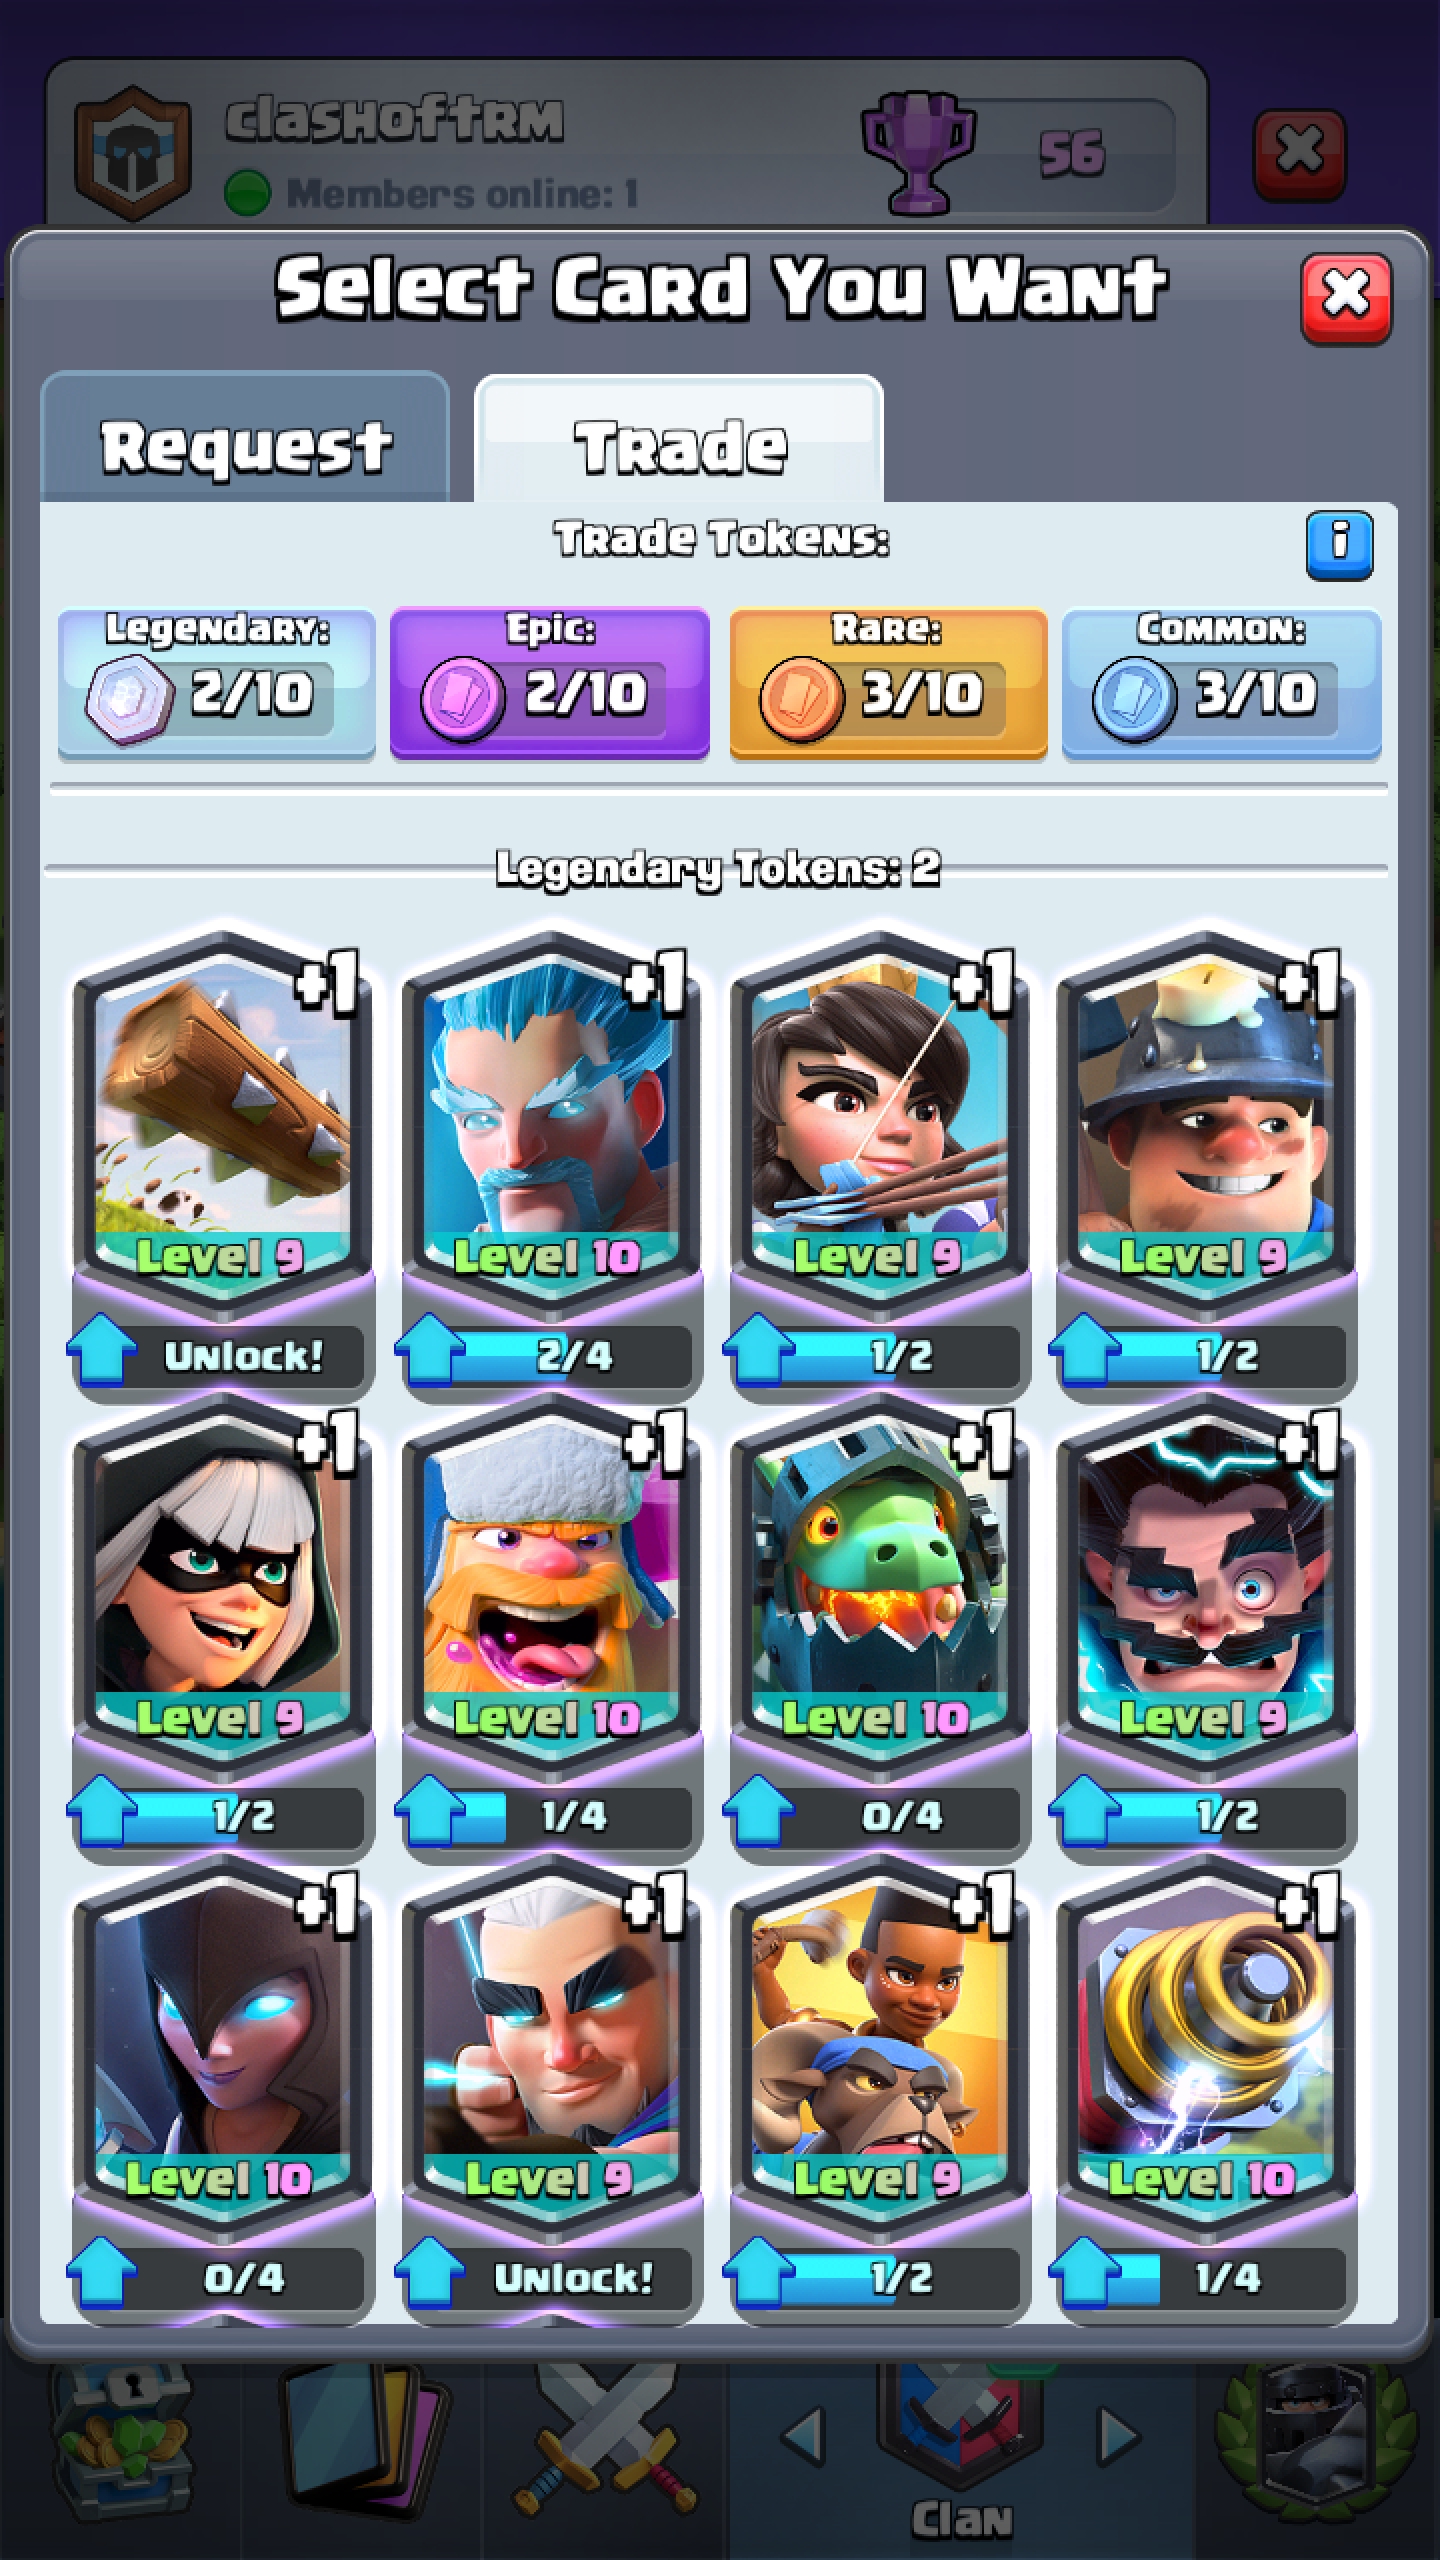 clashoftRM
56
Members online: 1
Select Card You Want
Request
Trade
Trade Tokens:
i
Legendary:
Epic:
Rare:
Common:
2/10
2/10
3/10
3/10
Legendary Tokens: 2
+1
+1
+1
+1
Level 9
Level 10
Level 9
Level 9
Unlock!
2/4
1/2
1/2
+1
+1
+1
+1
Level 9
Level 10
Level 10
Level 9
1/2
1/4
0/4
1/2
+1
+1
+1
+1
Level 10
Level 9
Level 9
Level 10
0/4
Unlock!
1/2
1/4
Clan